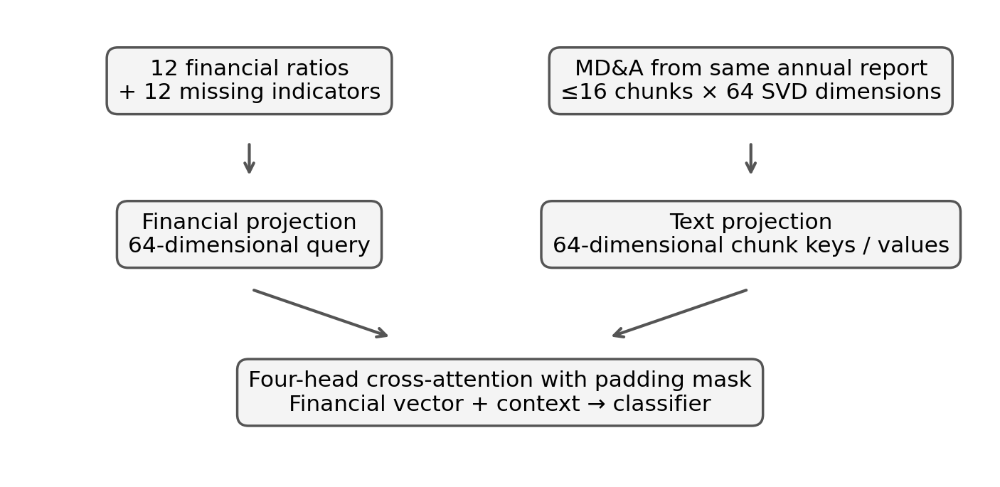 12 financial ratios
+ 12 missing indicators
MD&A from same annual report
≤16 chunks × 64 SVD dimensions
Financial projection
64-dimensional query
Text projection
64-dimensional chunk keys / values
Four-head cross-attention with padding mask
Financial vector + context → classifier